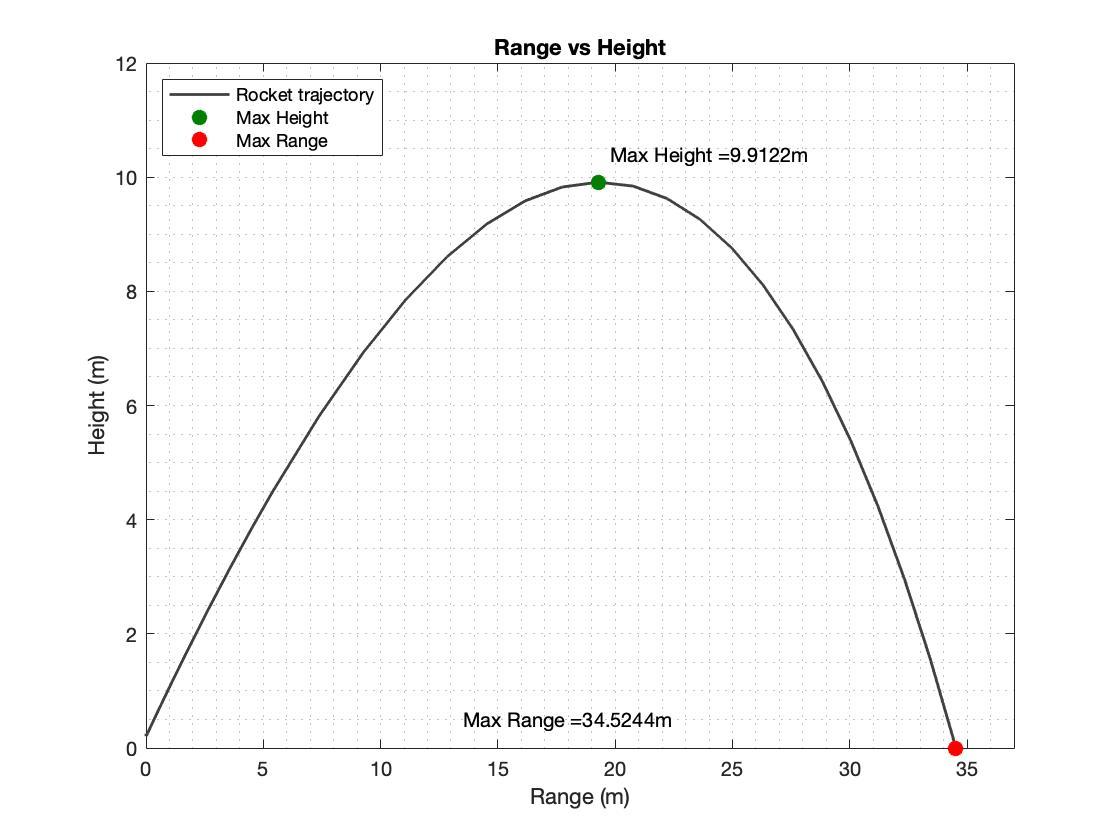 Range vs Height
12
10
8
6
4
2
0
Height (m)
Rocket trajectory
Max Height
Max Range
Max Height =9.9122m
Max Range =34.5244m
0 5 10 15 20 25 30 35
Range (m)